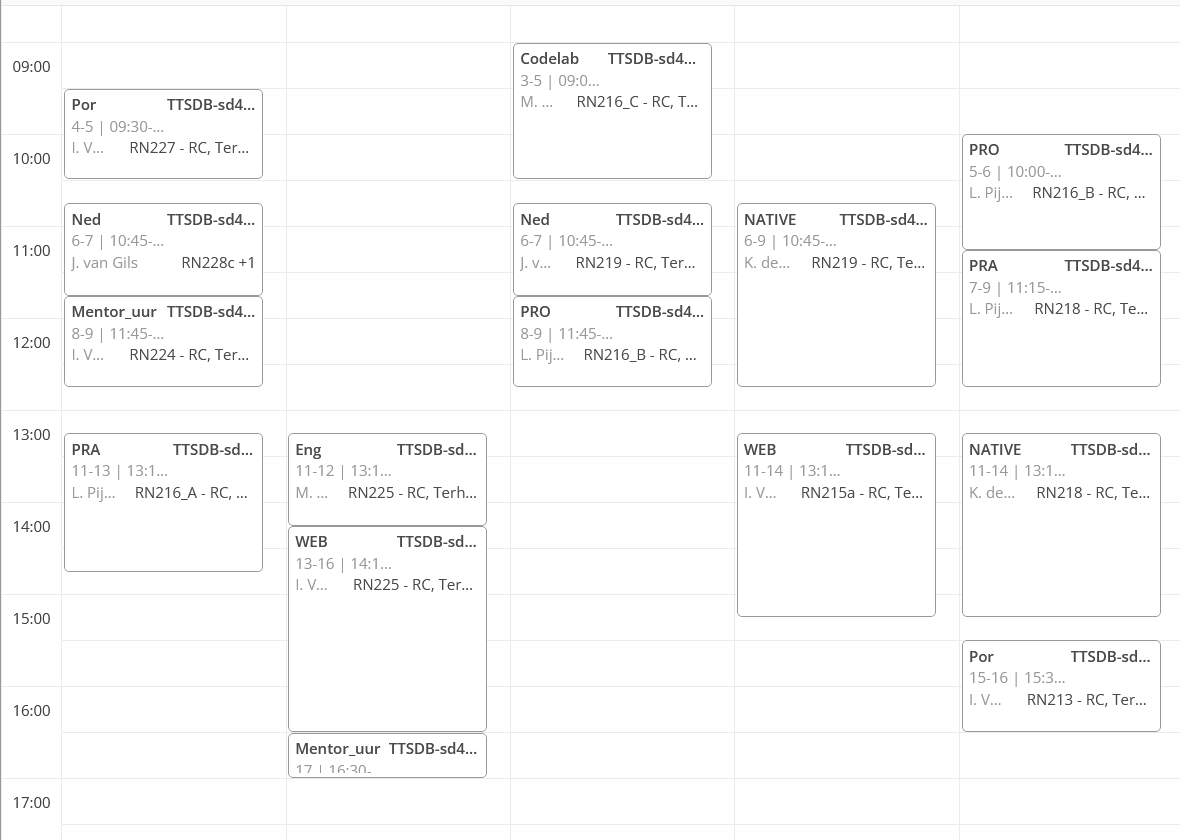 09:00
10:00
11:00
12:00
13:00
14:00
15:00
16:00
17:00
Por TTSDB-sd4...
4-5 | 09:30-...
I. V... RN227 - RC, Ter...
Ned TTSDB-sd4...
6-7 | 10:45-...
J. van Gils RN228c +1
Mentor_uur TTSDB-sd4...
8-9 | 11:45-...
I. V... RN224 - RC, Ter...
PRA TTSDB-sd...
11-13 | 13:1...
L. Pij... RN216_A - RC, ...
Eng TTSDB-sd...
11-12 | 13:1...
M. ... RN225 - RC, Terh...
WEB TTSDB-sd...
13-16 | 14:1...
I. V... RN225 - RC, Ter...
Mentor_uur TTSDB-sd4...
17 | 16:30-
Codelab TTSDB-sd4...
3-5 | 09:0...
M. ... RN216_C - RC, T...
Ned TTSDB-sd4...
6-7 | 10:45-...
J. v... RN219 - RC, Ter...
PRO TTSDB-sd4...
8-9 | 11:45-...
L. Pij... RN216_B - RC, ...
NATIVE TTSDB-sd4...
6-9 | 10:45-...
K. de... RN219 - RC, Te...
WEB TTSDB-sd...
11-14 | 13:1...
I. V... RN215a - RC, Te...
PRO TTSDB-sd4...
5-6 | 10:00-...
L. Pij... RN216_B - RC, ...
PRA TTSDB-sd4...
7-9 | 11:15-...
L. Pij... RN218 - RC, Te...
NATIVE TTSDB-sd...
11-14 | 13:1...
K. de... RN218 - RC, Te...
Por TTSDB-sd...
15-16 | 15:3...
I. V... RN213 - RC, Ter...